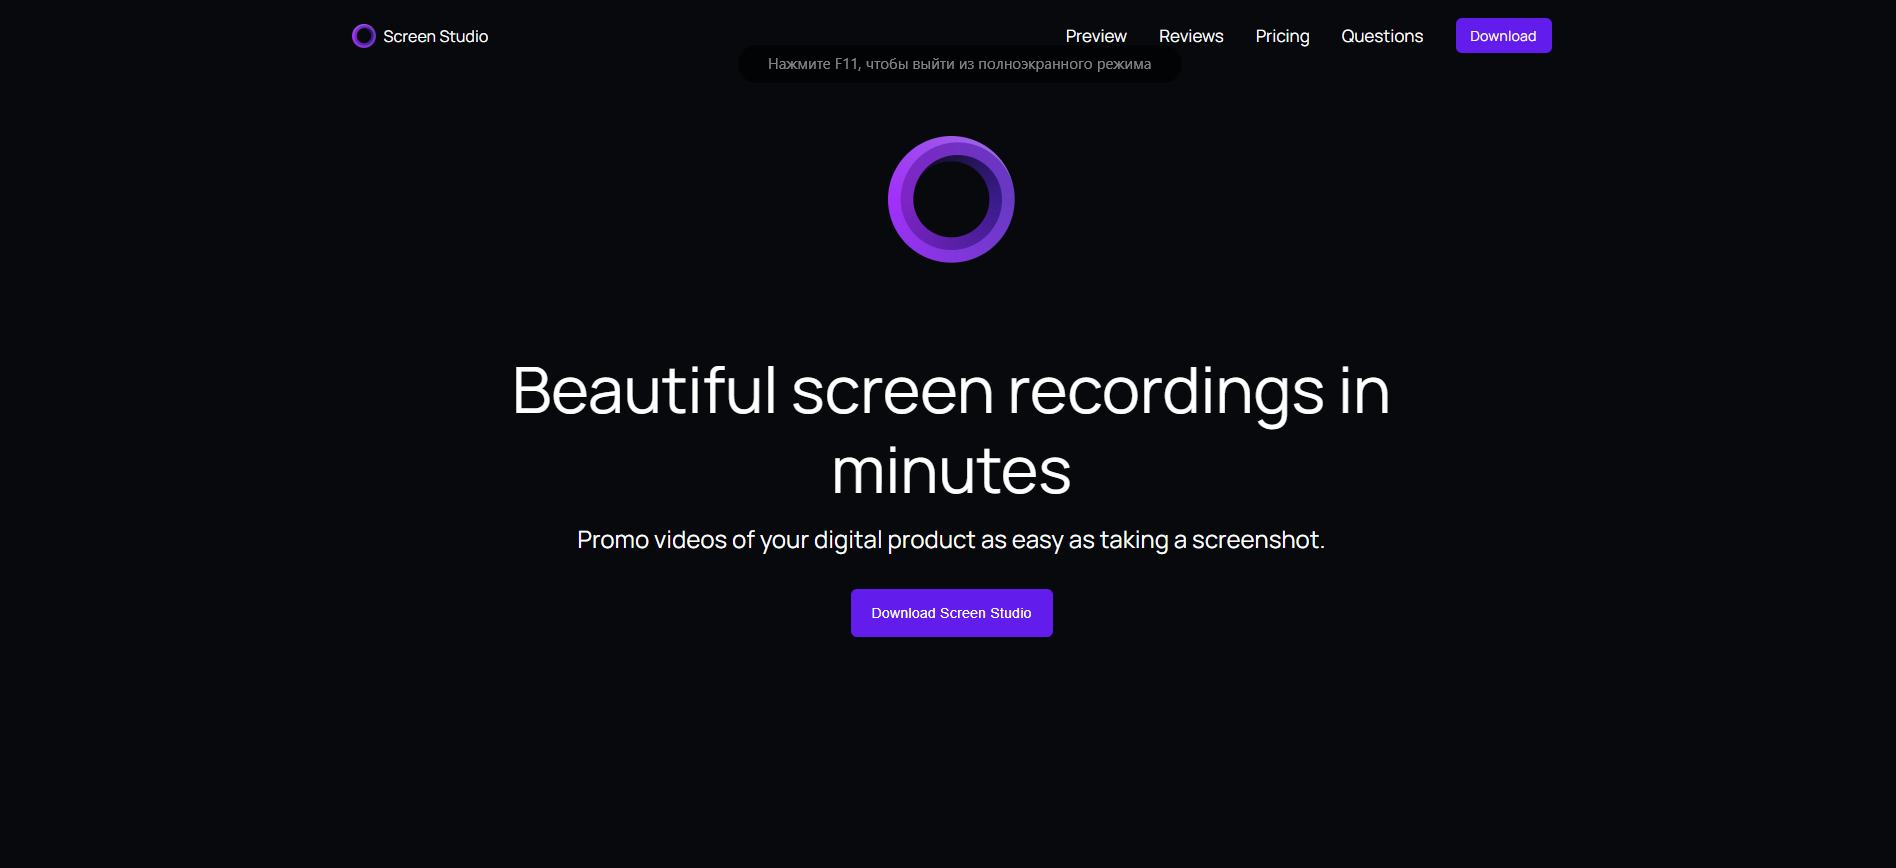 Screen Studio
Preview
Reviews
Pricing
Questions
Download
Нажмите F11, чтобы выйти из полноэкранного режима
Beautiful screen recordings in
minutes
Promo videos of your digital product as easy as taking a screenshot.
Download Screen Studio